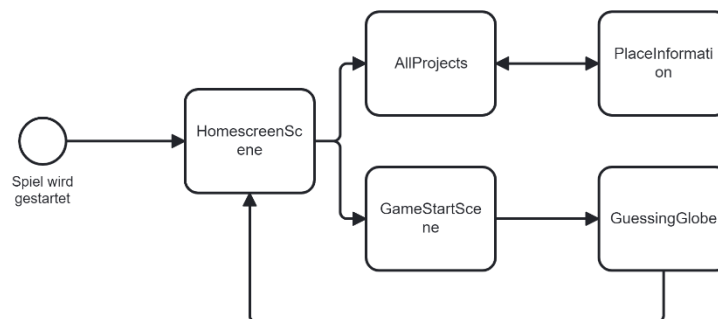 AllProjects
PlaceInformati
on
HomescreenSc
ene
Spiel wird
gestartet
GameStartSce
ne
GuessingGlobe